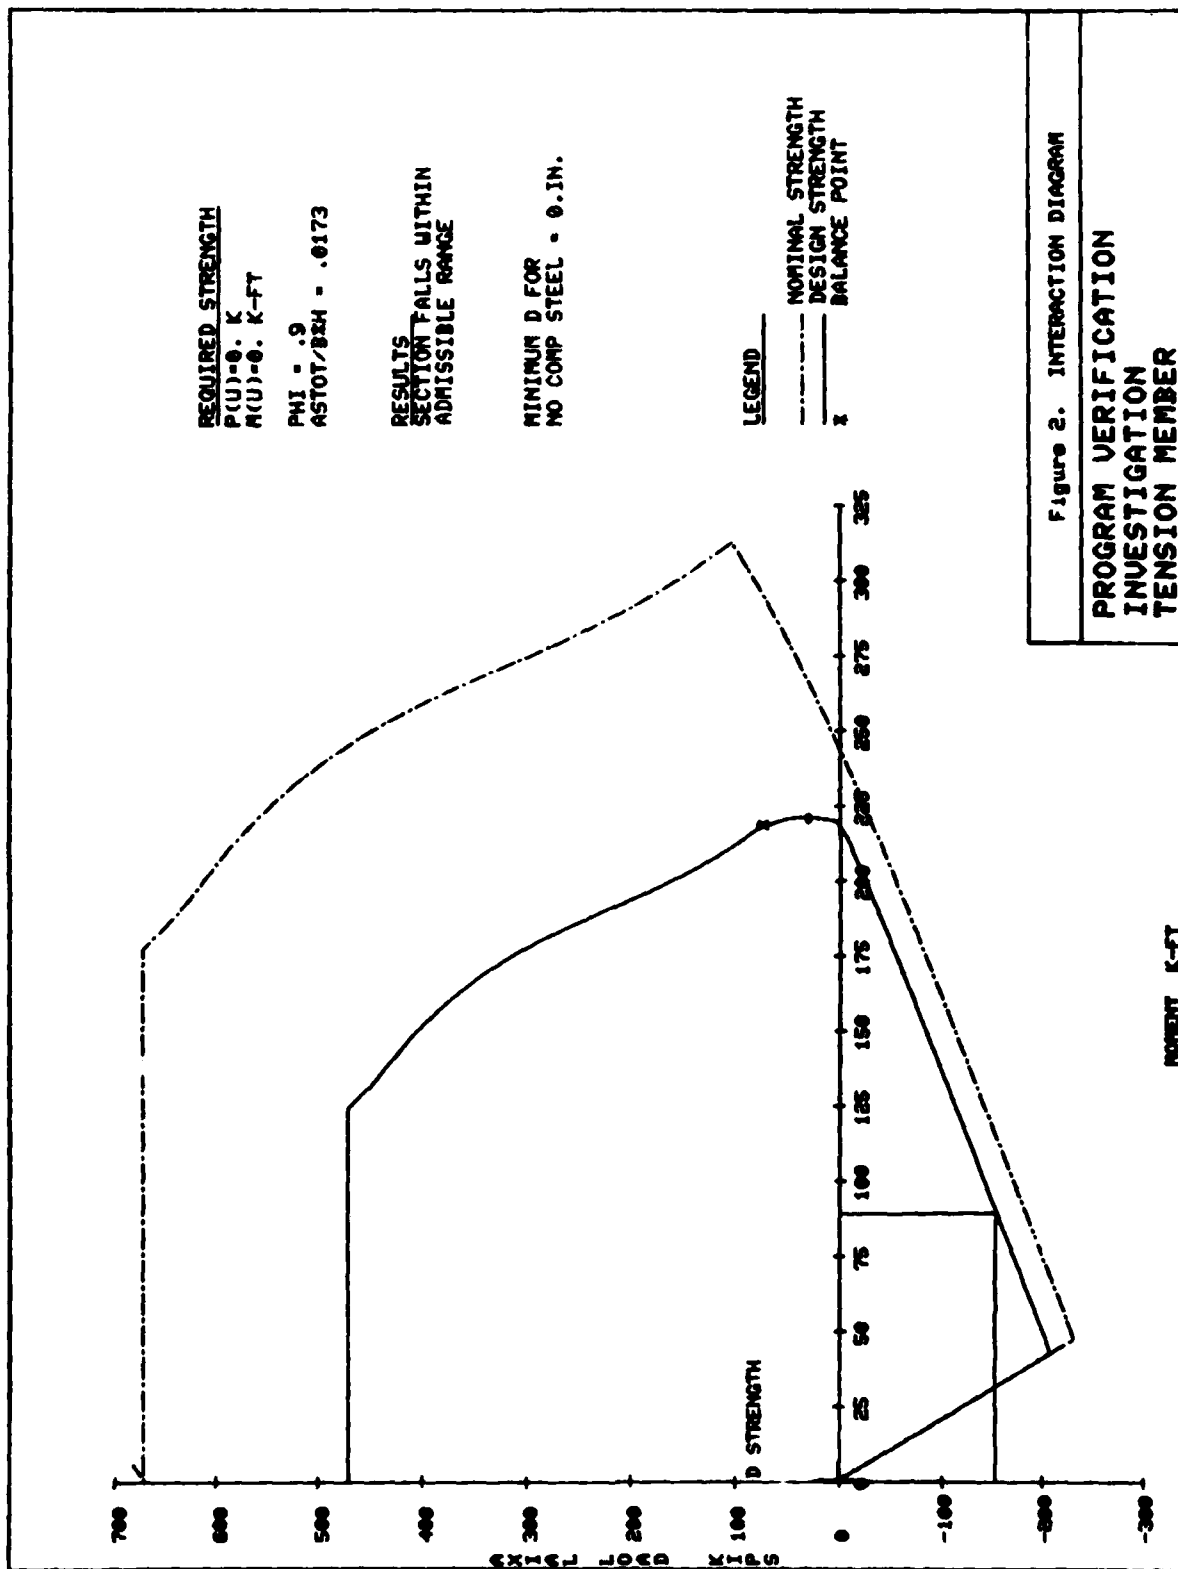 REQUIRED STRENGTH
P(U)=0. K
M(U)=0. K-FT
PHI = .9
ASTOT/BXH = .0173
RESULTS
SECTION FALLS WITHIN
ADMISSIBLE RANGE
MINIMUM D FOR
NO COMP STEEL = 0.IN.
LEGEND
NOMINAL STRENGTH
DESIGN STRENGTH
X BALANCE POINT
700
600
500
400
300
200
100
0
-100
-200
-300
AXIAL LOAD KIPS
D STRENGTH
0
25
50
75
100
125
150
175
200
225
250
275
300
325
MOMENT K-FT
Figure 2. INTERACTION DIAGRAM
PROGRAM VERIFICATION
INVESTIGATION
TENSION MEMBER